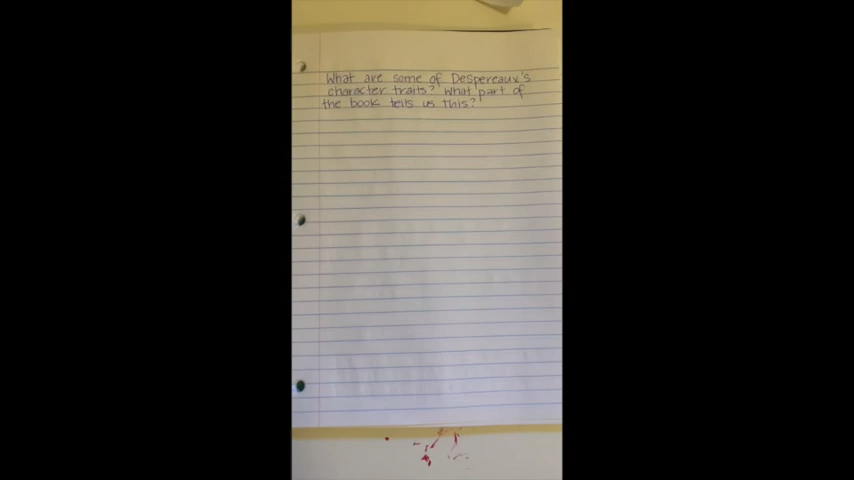 What are some of Despereaux's
character traits? What part of
the book tells us this?